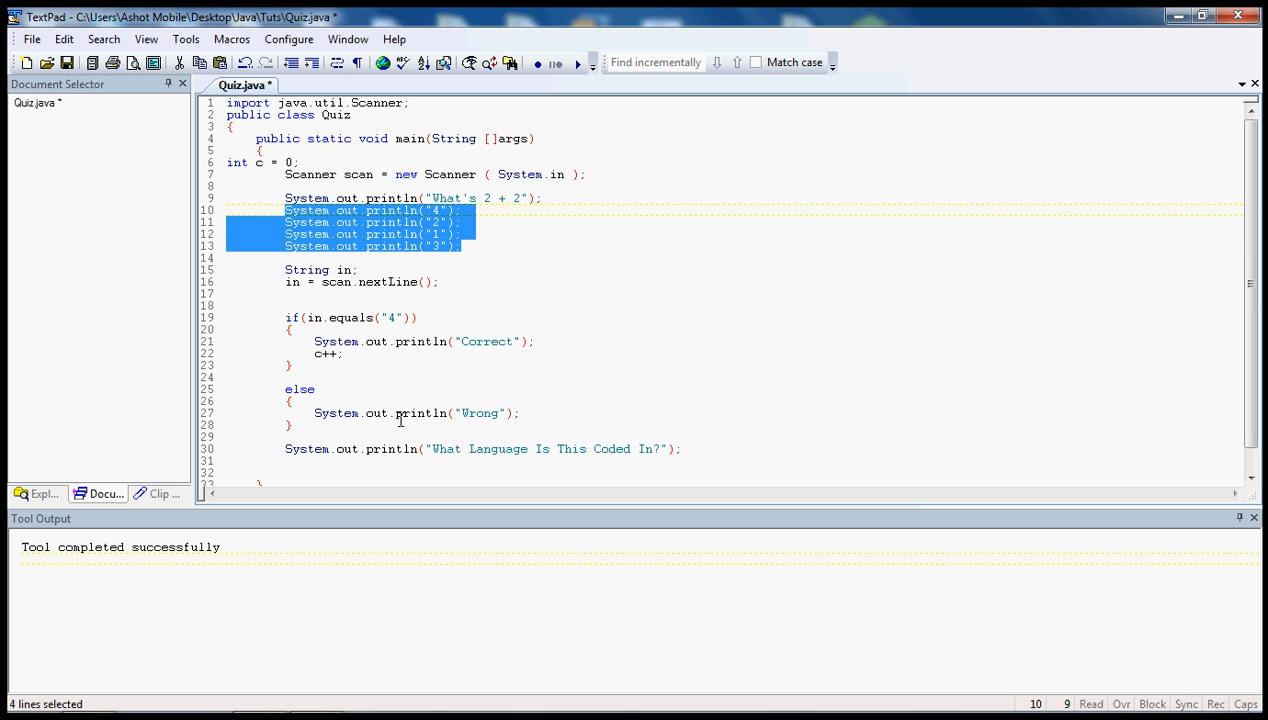 TextPad - C:\Users\Ashot Mobile\Desktop\Java\Tuts\Quiz.java *
File Edit Search View Tools Macros Configure Window Help
Find incrementally Match case
Document Selector
Quiz.java *
Quiz.java *
1 import java.util.Scanner;
2 public class Quiz
3 {
4 public static void main(String []args)
5 {
6 int c = 0;
7 Scanner scan = new Scanner ( System.in );
8
9 System.out.println("What's 2 + 2");
10 System.out.println("4");
11 System.out.println("2");
12 System.out.println("1");
13 System.out.println("3");
14
15 String in;
16 in = scan.nextLine();
17
18
19 if(in.equals("4"))
20 {
21 System.out.println("Correct");
22 c++;
23 }
24
25 else
26 {
27 System.out.println("Wrong");
28 }
29
30 System.out.println("What Language Is This Coded In?");
31
32
33 }
Expl... Docu... Clip ...
Tool Output
Tool completed successfully
4 lines selected
10 9 Read Ovr Block Sync Rec Caps